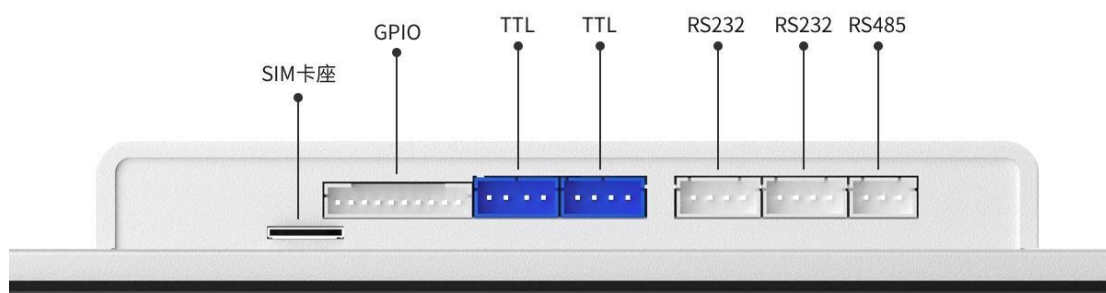 SIM卡座
GPIO
TTL
TTL
RS232
RS232
RS485